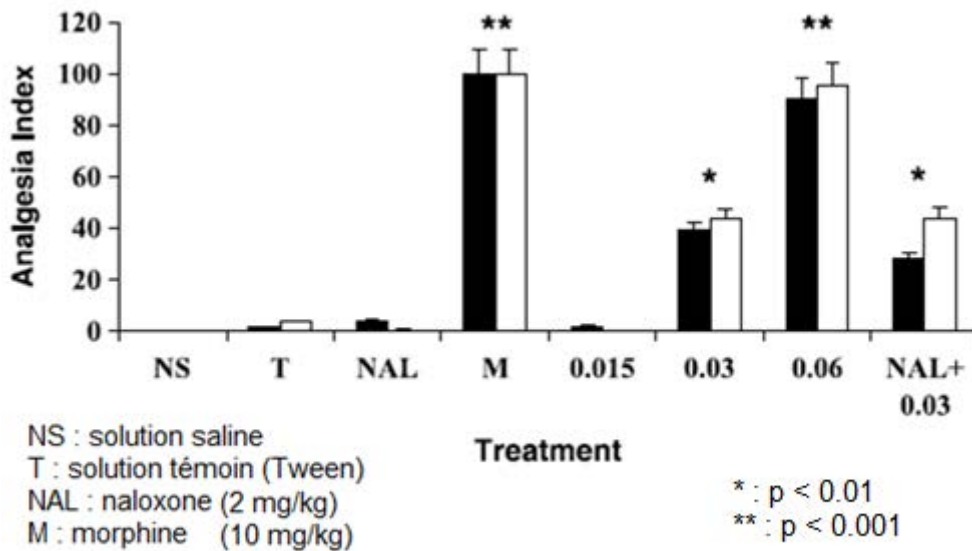 Analgesia Index
120
100
80
60
40
20
0
**
*
**
*
NS T NAL M 0.015 0.03 0.06 NAL+
0.03
Treatment
NS : solution saline
T : solution témoin (Tween)
NAL : naloxone (2 mg/kg)
M : morphine (10 mg/kg)
* : p < 0.01
** : p < 0.001